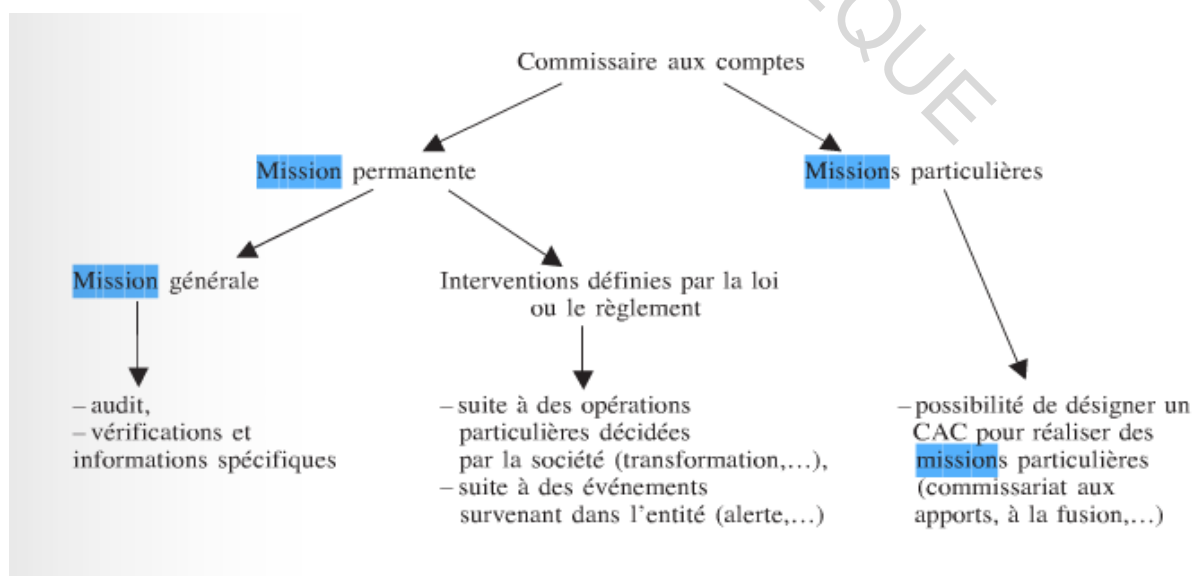 Commissaire aux comptes
Mission permanente
Missions particulières
Mission générale
Interventions définies par la loi
ou le règlement
– audit,
– vérifications et
informations spécifiques
– suite à des opérations
particulières décidées
par la société (transformation,…),
– suite à des événements
survenant dans l'entité (alerte,…)
– possibilité de désigner un
CAC pour réaliser des
missions particulières
(commissariat aux
apports, à la fusion,…)